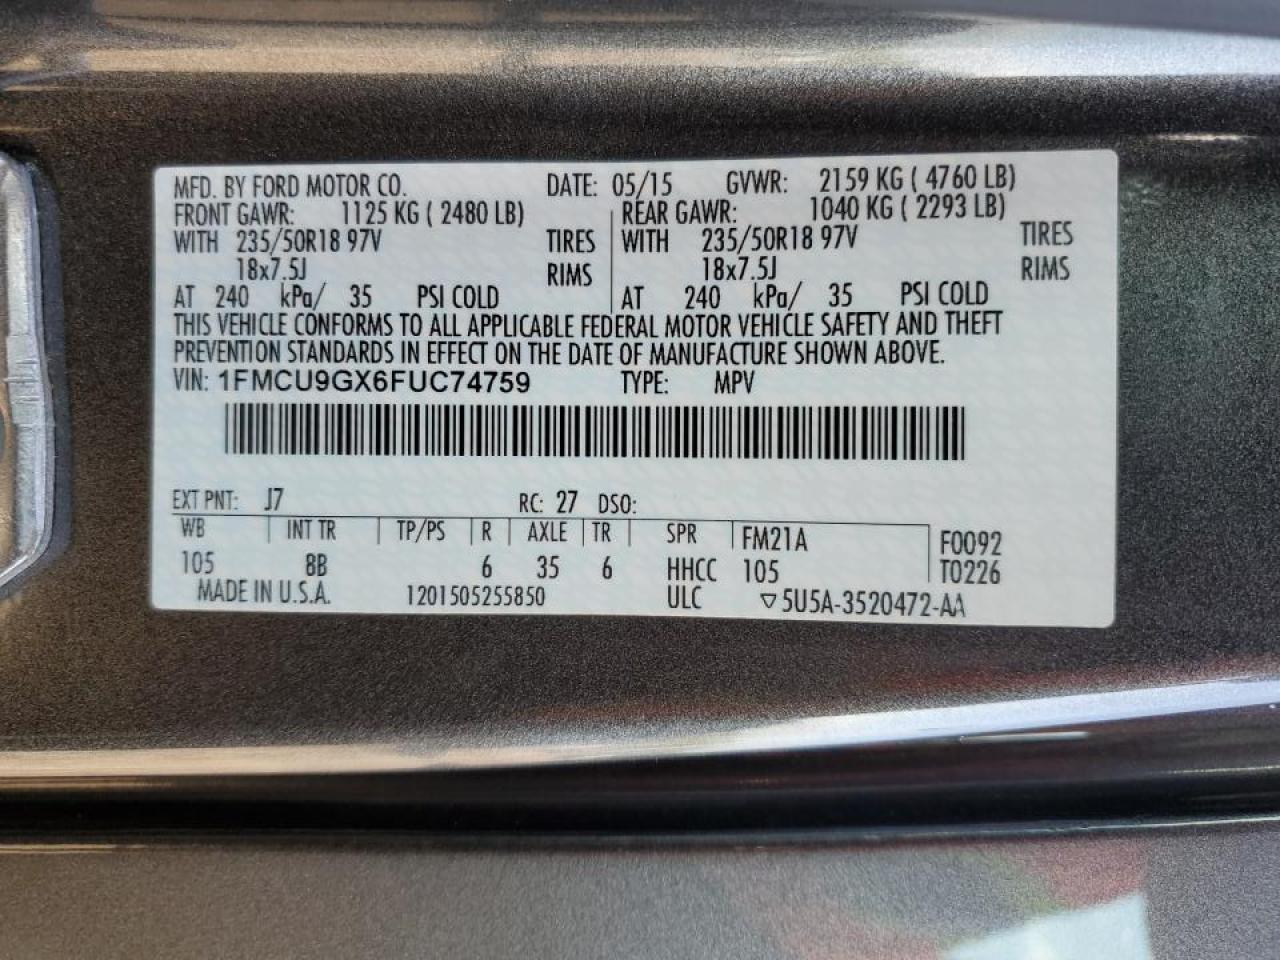 MFD. BY FORD MOTOR CO. DATE: 05/15 GVWR: 2159 KG ( 4760 LB)
FRONT GAWR: 1125 KG ( 2480 LB) REAR GAWR: 1040 KG ( 2293 LB)
WITH 235/50R18 97V TIRES WITH 235/50R18 97V TIRES
18x7.5J RIMS 18x7.5J RIMS
AT 240 kPa/ 35 PSI COLD AT 240 kPa/ 35 PSI COLD
THIS VEHICLE CONFORMS TO ALL APPLICABLE FEDERAL MOTOR VEHICLE SAFETY AND THEFT
PREVENTION STANDARDS IN EFFECT ON THE DATE OF MANUFACTURE SHOWN ABOVE.
VIN: 1FMCU9GX6FUC74759 TYPE: MPV
EXT PNT: J7 RC: 27 DSO:
WB INT TR TP/PS R AXLE TR SPR FM21A F0092
105 8B 6 35 6 HHCC 105 T0226
MADE IN U.S.A. 1201505255850 ULC ▽5U5A-3520472-AA